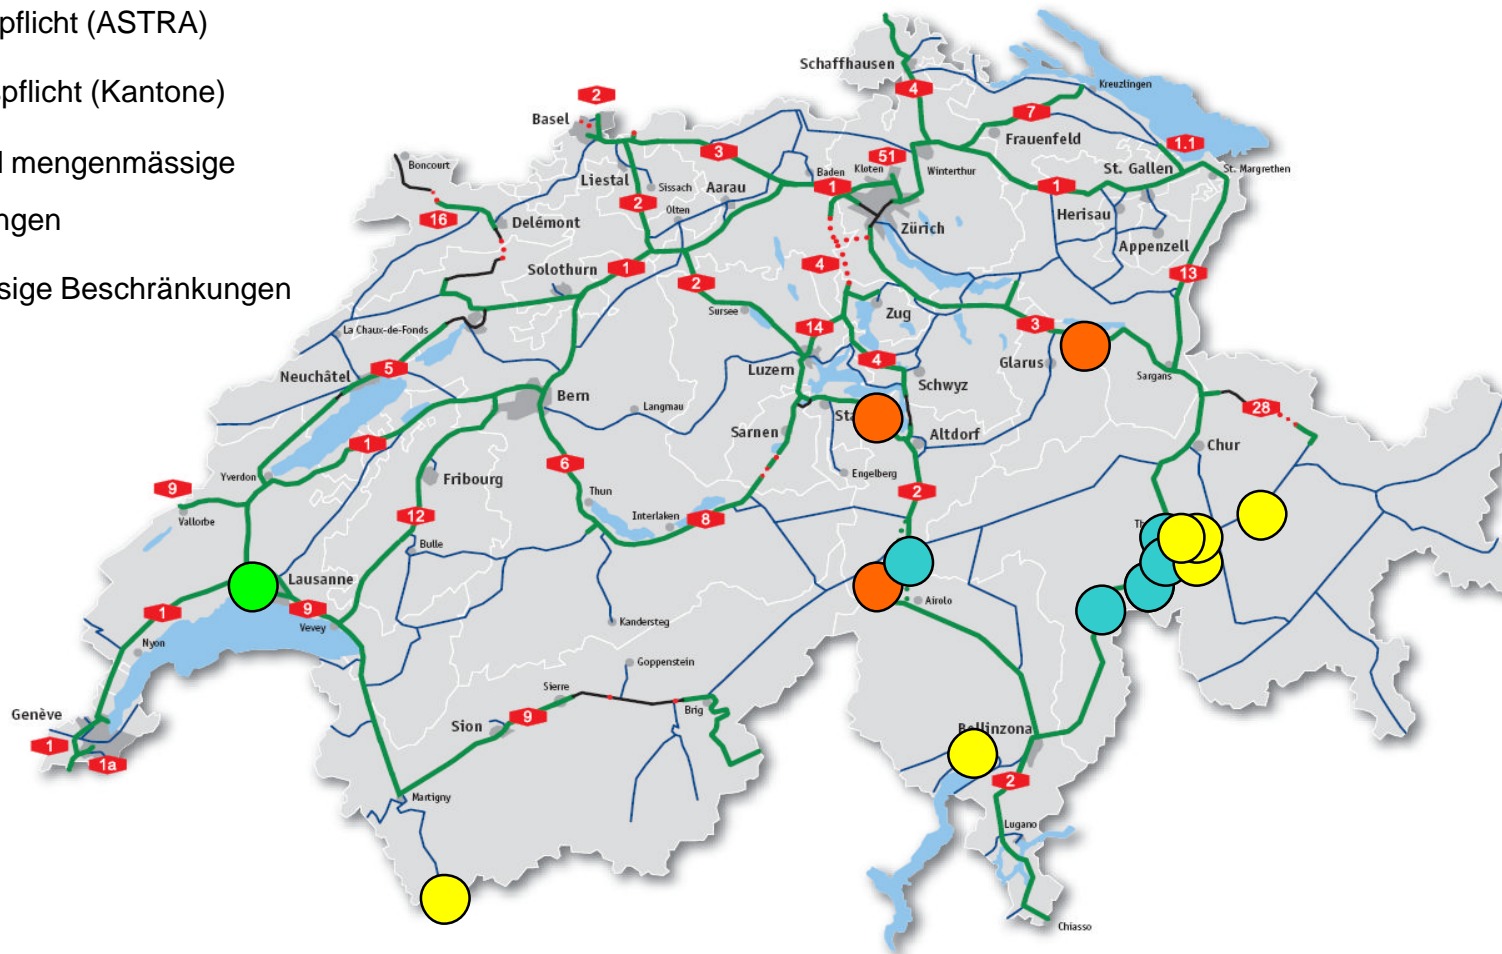 pflicht (ASTRA)
pflicht (Kantone)
mengenmässige
ngen
sige Beschränkungen
Schaffhausen
4
Kreuzlingen
2
Basel
7
Frauenfeld
1.1
3
51
Boncourt
Baden
Kloten
Winterthur
St. Gallen
St. Margrethen
Liestal
Sissach
Aarau
1
1
2
Olten
Herisau
16
Delémont
Zürich
Appenzell
Solothurn
1
4
13
2
Sursee
Zug
La Chaux-de-Fonds
14
3
5
Luzern
4
Glarus
Neuchâtel
Schwyz
Sargans
Bern
Langnau
28
Sta
1
Sarnen
Altdorf
Chur
6
Engelberg
Yverdon
Fribourg
9
2
Thun
Vallorbe
12
Interlaken
8
Th
Bulle
Lausanne
1
9
Airolo
Vevey
Kandersteg
Nyon
Goppenstein
Sierre
Genève
9
Brig
Sion
Bellinzona
1
1a
2
Martigny
Lugano
Chiasso